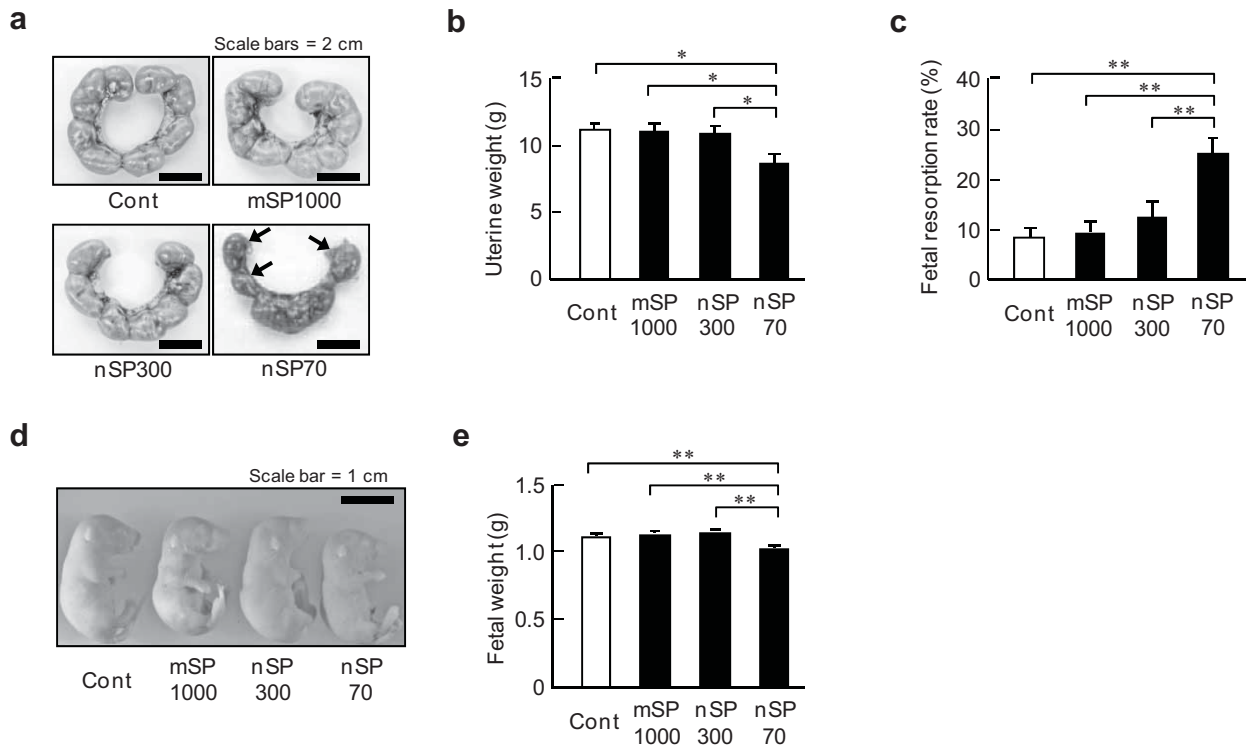 a
Scale bars = 2 cm
Cont
mSP1000
nSP300
nSP70
b
Uterine weight (g)
15
10
5
0
*
*
*
Cont
mSP
1000
nSP
300
nSP
70
c
Fetal resorption rate (%)
40
30
20
10
0
**
**
**
Cont
mSP
1000
nSP
300
nSP
70
d
Scale bar = 1 cm
Cont
mSP
1000
nSP
300
nSP
70
e
Fetal weight (g)
1.5
1.0
0.5
0
**
**
**
Cont
mSP
1000
nSP
300
nSP
70